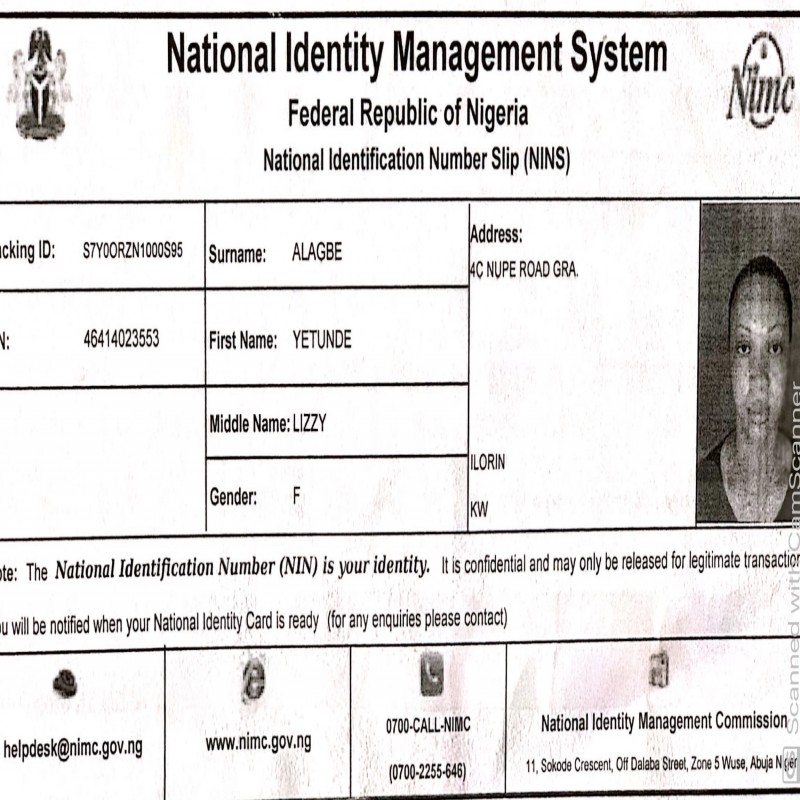 National Identity Management System
Federal Republic of Nigeria
National Identification Number Slip (NINS)
Nimc
cking ID: S7Y0ORZN1000S95
Surname: ALAGBE
Address:
4C NUPE ROAD GRA.
N: 46414023553
First Name: YETUNDE
Middle Name: LIZZY
ILORIN
Gender: F
KW
ote: The National Identification Number (NIN) is your identity. It is confidential and may only be released for legitimate transaction
ou will be notified when your National Identity Card is ready (for any enquiries please contact)
helpdesk@nimc.gov.ng
www.nimc.gov.ng
0700-CALL-NIMC
(0700-2255-646)
National Identity Management Commission
11, Sokode Crescent, Off Dalaba Street, Zone 5 Wuse, Abuja Niger
CS Scanned with CamScanner